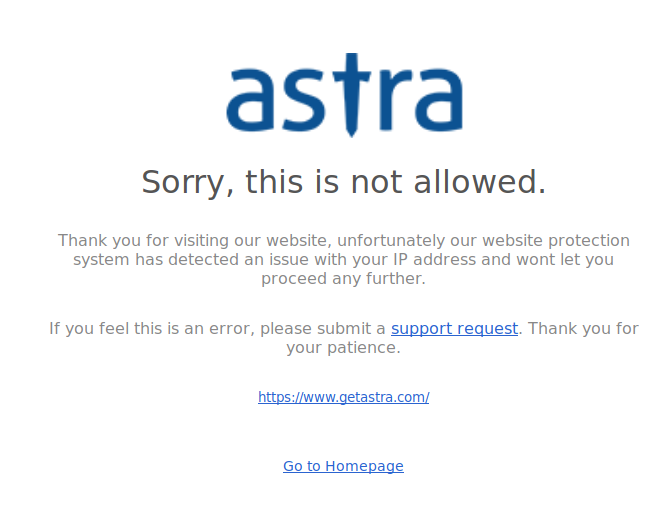 astra
Sorry, this is not allowed.
Thank you for visiting our website, unfortunately our website protection
system has detected an issue with your IP address and wont let you
proceed any further.
If you feel this is an error, please submit a support request. Thank you for
your patience.
https://www.getastra.com/
Go to Homepage